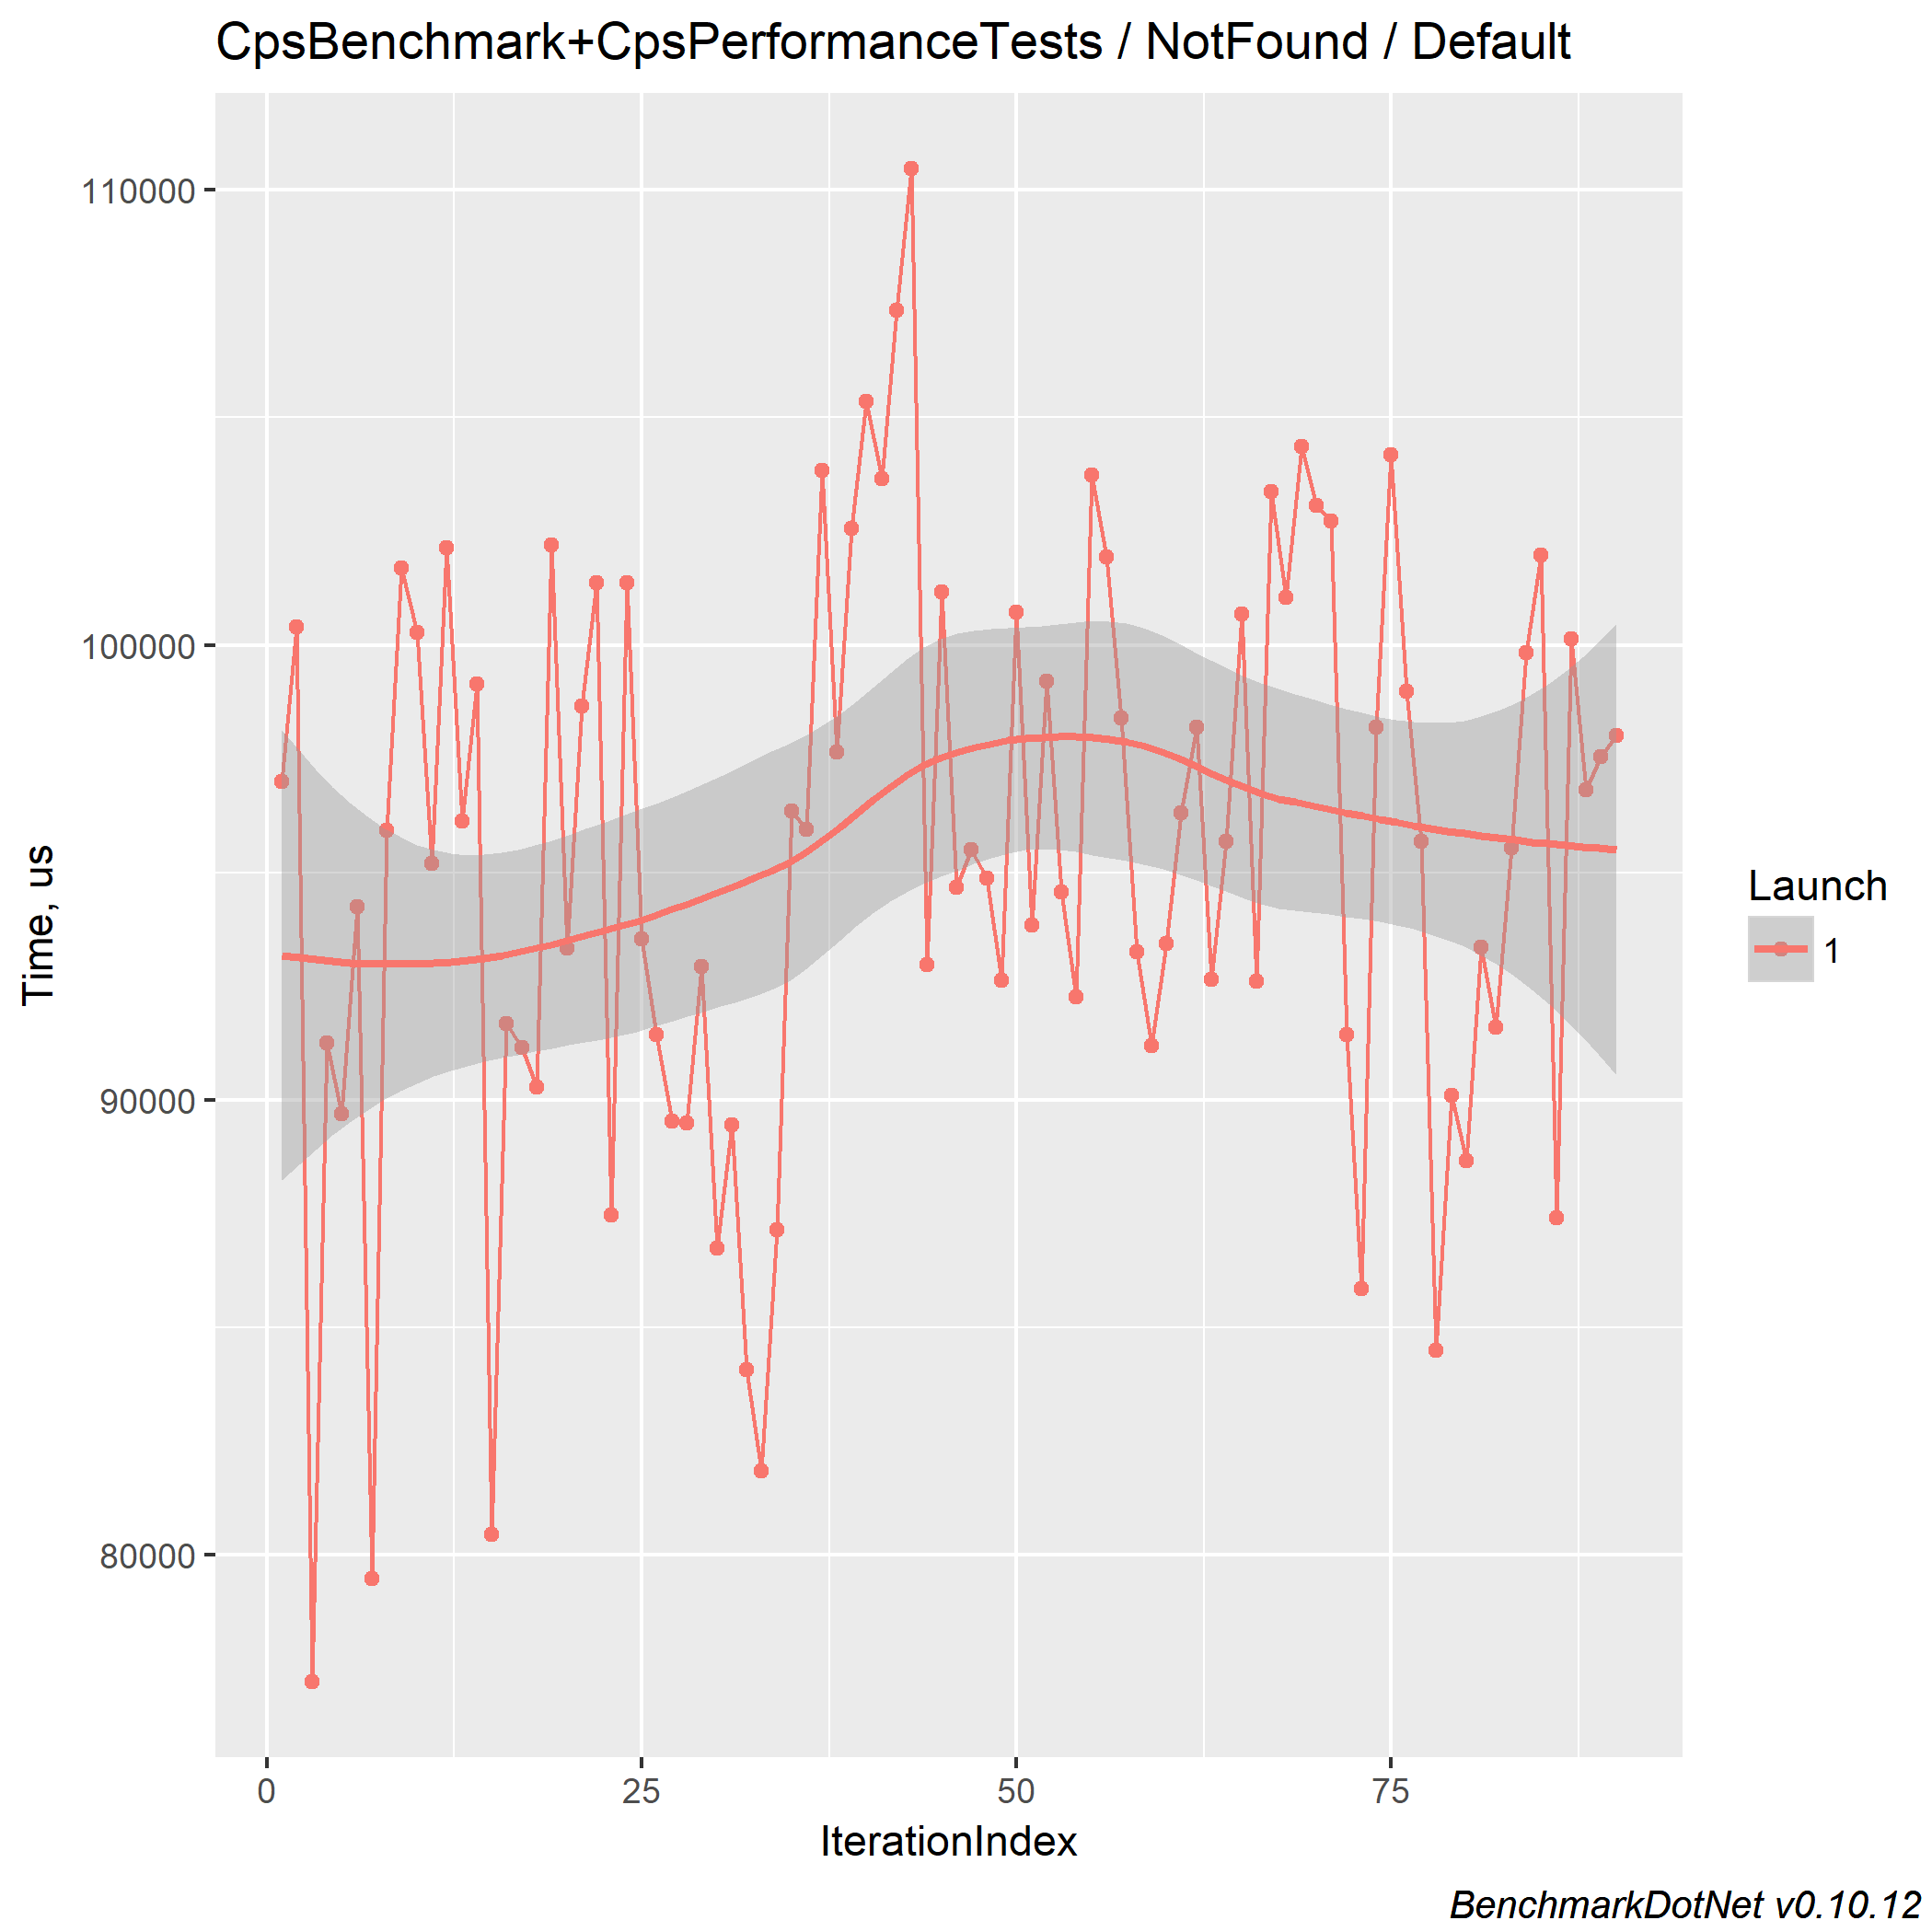 CpsBenchmark+CpsPerformanceTests / NotFound / Default
110000
100000
90000
80000
Time, us
0 25 50 75
IterationIndex
Launch
1
BenchmarkDotNet v0.10.12